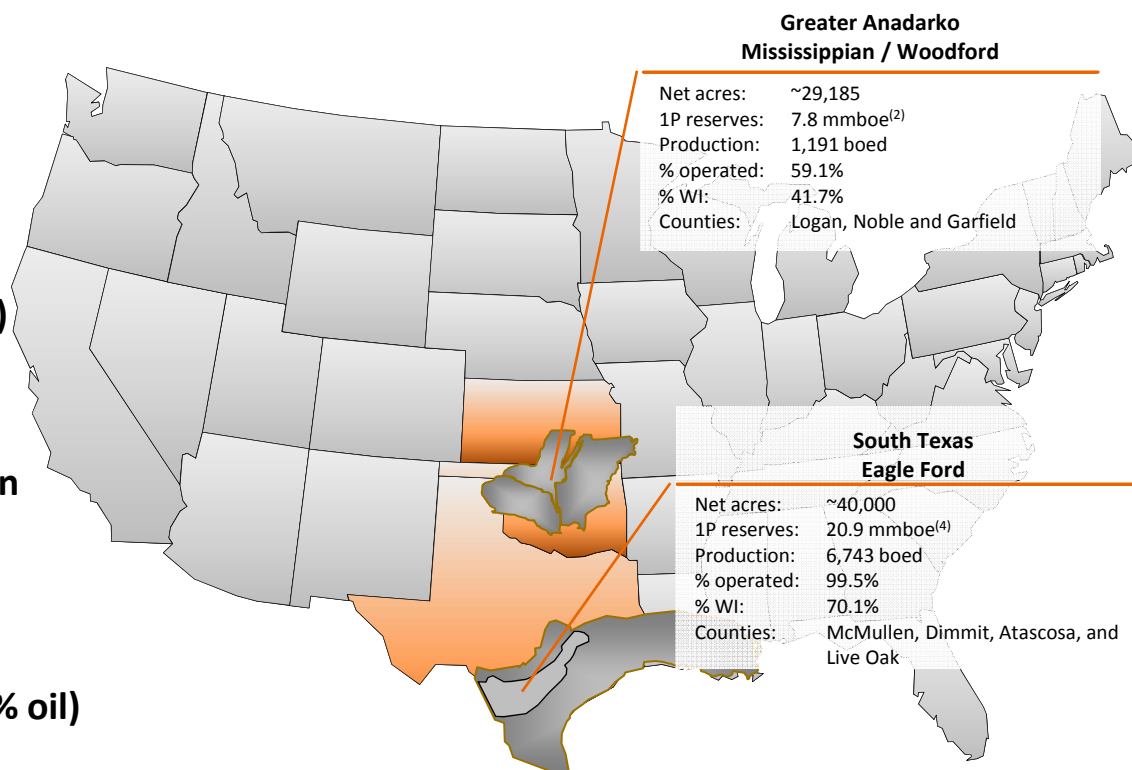 Greater Anadarko
Mississippian / Woodford
Net acres: ~29,185
1P reserves: 7.8 mmboe(2)
Production: 1,191 boed
% operated: 59.1%
% WI: 41.7%
Counties: Logan, Noble and Garfield
)
n
South Texas
Eagle Ford
Net acres: ~40,000
1P reserves: 20.9 mmboe(4)
Production: 6,743 boed
% operated: 99.5%
% WI: 70.1%
Counties: McMullen, Dimmit, Atascosa, and
Live Oak
% oil)